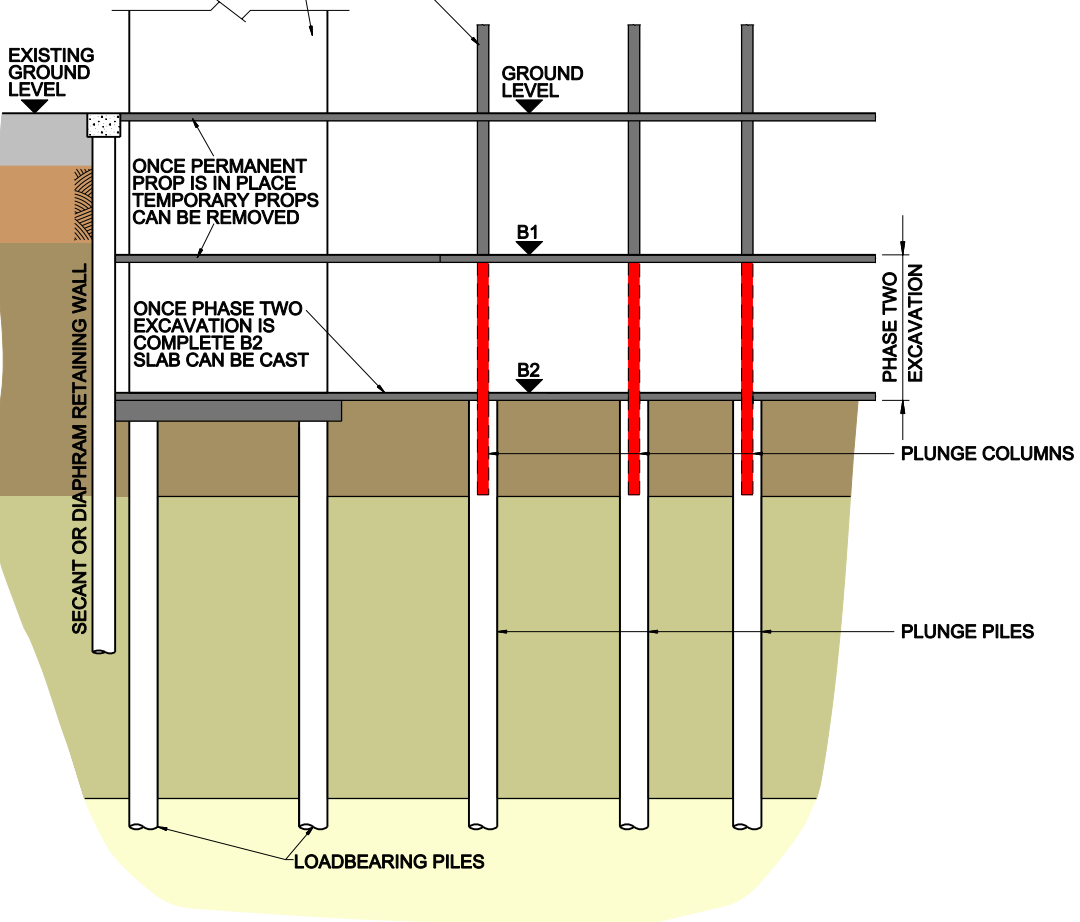 EXISTING
GROUND
LEVEL
GROUND
LEVEL
ONCE PERMANENT
PROP IS IN PLACE
TEMPORARY PROPS
CAN BE REMOVED
B1
SECANT OR DIAPHRAM RETAINING WALL
ONCE PHASE TWO
EXCAVATION IS
COMPLETE B2
SLAB CAN BE CAST
PHASE TWO
EXCAVATION
B2
PLUNGE COLUMNS
PLUNGE PILES
LOADBEARING PILES